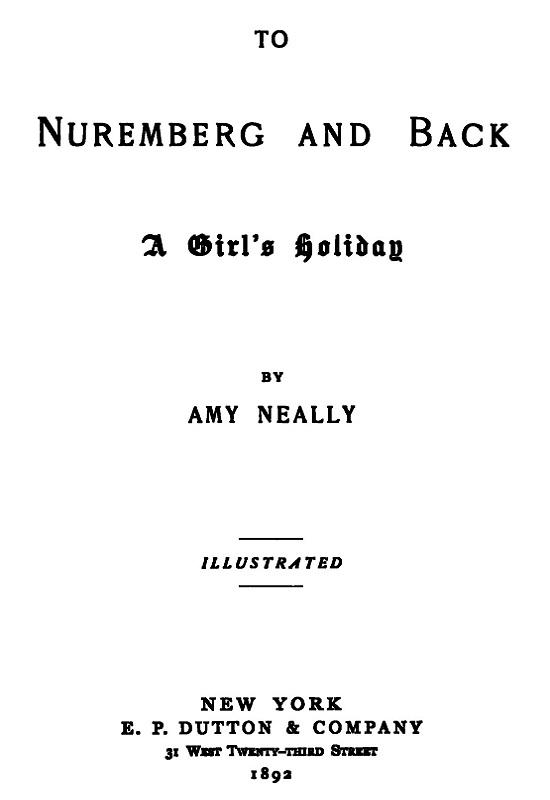 TO
NUREMBERG AND BACK
A Girl's Holiday
BY
AMY NEALLY
ILLUSTRATED
NEW YORK
E. P. DUTTON & COMPANY
31 WEST TWENTY-THIRD STREET
1892